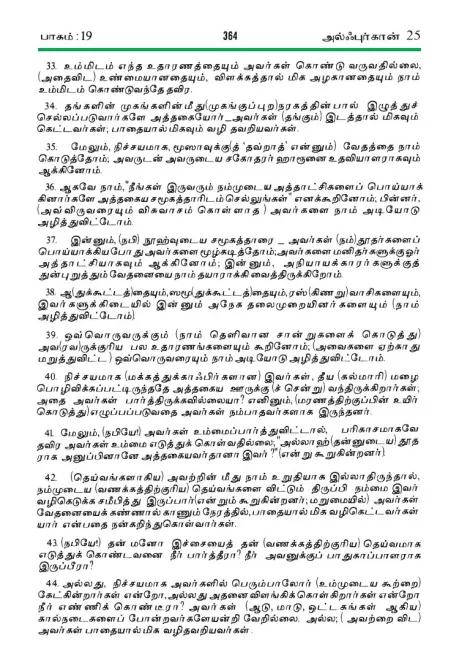 பாகம் : 19 364 அல்ஃபுர்கான் 25
33. உம்மிடம் எந்த உதாரணத்தையும் அவர்கள் கொண்டு வருவதில்லை,
(அதைவிட) உண்மையானதையும், விளக்கத்தால் மிக அழகானதையும் நாம்
உம்மிடம் கொண்டுவந்தே தவிர.
34. தங்களின் முகங்களின்மீது(முகங்குப்புற)நரகத்தின்பால் இழுத்துச்
செல்லப்படுவார்களே அத்தகையோர்_அவர்கள் (தங்கும்) இடத்தால் மிகவும்
கெட்டவர்கள்; பாதையால்மிகவும் வழி தவறியவர்கள்.
35. மேலும், நிச்சயமாக, மூஸாவுக்கு(த் 'தவ்றாத்' என்னும்) வேதத்தை நாம்
கொடுத்தோம்; அவருடன் அவருடைய சகோதரர் ஹாரூனை உதவியாளராகவும்
ஆக்கினோம்.
36. ஆகவே நாம், "நீங்கள் இருவரும் நம்முடைய அத்தாட்சிகளைப் பொய்யாக்
கினார்களே அத்தகைய சமூகத்தாரிடம்செல்லுங்கள்" எனக்கூறினோம்; பின்னர்,
(அவ்விருவரையும் விசுவாசம் கொள்ளாத) அவர்களை நாம் அடியோடு
அழித்துவிட்டோம்.
37. இன்னும், (நபி) நூஹ்வுடைய சமூகத்தாரை _ அவர்கள் (நம்)தூதர்களைப்
பொய்யாக்கியபோது அவர்களை மூழ்கடித்தோம்;அவர்களை மனிதர்களுக்குஓர்
அத்தாட்சியாகவும் ஆக்கினோம்; இன்னும், அநியாயக்காரர்களுக்குத்
துன்புறுத்தும் வேதனையை நாம் தயாராக்கி வைத்திருக்கிறோம்.
38. ஆ(துக்கூட்டத்)தையும்,ஸமூ(துக்கூட்டத்)தையும்,ரஸ்(கிணறு)வாசிகளையும்,
இவர்களுக்கிடையில் இன்னும் அநேக தலைமுறையினர்களையும் (நாம்
அழித்துவிட்டோம்)
39. ஒவ்வொருவருக்கும் (நாம் தெளிவான சான்றுகளைக் கொடுத்து)
அவ(ரவ)ருக்குரிய பல உதாரணங்களையும் கூறினோம்; (அவைகளை ஏற்காது
மறுத்துவிட்ட) ஒவ்வொருவரையும் நாம் அடியோடு அழித்துவிட்டோம்.
40. நிச்சயமாக (மக்கத்துக்காஃபிர்களான) இவர்கள், தீய (கல்மாரி) மழை
பொழிவிக்கப்பட்டிருந்ததே அத்தகைய ஊருக்கு(ச் சென்று) வந்திருக்கிறார்கள்;
அதை அவர்கள் பார்த்திருக்கவில்லையா? எனினும், (மரணத்திற்குப்பின் உயிர்
கொடுத்து)எழுப்பப்படுவதை அவர்கள் நம்பாதவர்களாக இருந்தனர்.
41. மேலும், (நபியே!) அவர்கள் உம்மைப்பார்த்துவிட்டால், பரிகாசமாகவே
தவிர அவர்கள் உம்மை எடுத்துக் கொள்வதில்லை; "அல்லாஹ் (தன்னுடைய) தூத
ராக அனுப்பினானே அத்தகையவர்தானா இவர்?" (என்று கூறுகின்றனர்.)
42. (தெய்வங்களாகிய) அவற்றின் மீது நாம் உறுதியாக இல்லாதிருந்தால்,
நம்முடைய (வணக்கத்திற்குரிய) தெய்வங்களை விட்டும் திருப்பி நம்மை இவர்
வழிகெடுக்க சமீபித்து இருப்பார்(என்றும் கூறுகின்றனர்; மறுமையில்) அவர்கள்
வேதனையைக் கண்ணால் காணும் நேரத்தில்,பாதையால்மிக வழிகெட்டவர்கள்
யார் என்பதை நன்கறிந்துகொள்வார்கள்.
43.(நபியே!) தன் மனோ இச்சையைத் தன் (வணக்கத்திற்குரிய) தெய்வமாக
எடுத்துக் கொண்டவனை நீர் பார்த்தீரா? நீர் அவனுக்குப் பாதுகாப்பாளராக
இருப்பீரா?
44. அல்லது, நிச்சயமாக அவர்களில் பெரும்பாலோர் (உம்முடைய கூற்றை)
கேட்கின்றார்கள் என்றோ,அல்லது அதனை விளங்கிக்கொள்கிறார்கள் என்றோ
நீர் எண்ணிக் கொண்டீரா? அவர்கள் (ஆடு, மாடு, ஒட்டகங்கள் ஆகிய)
கால்நடைகளைப் போன்றவர்களேயன்றி வேறில்லை. அல்ல; (அவற்றை விட)
அவர்கள் பாதையால்மிக வழிதவறியவர்கள்.